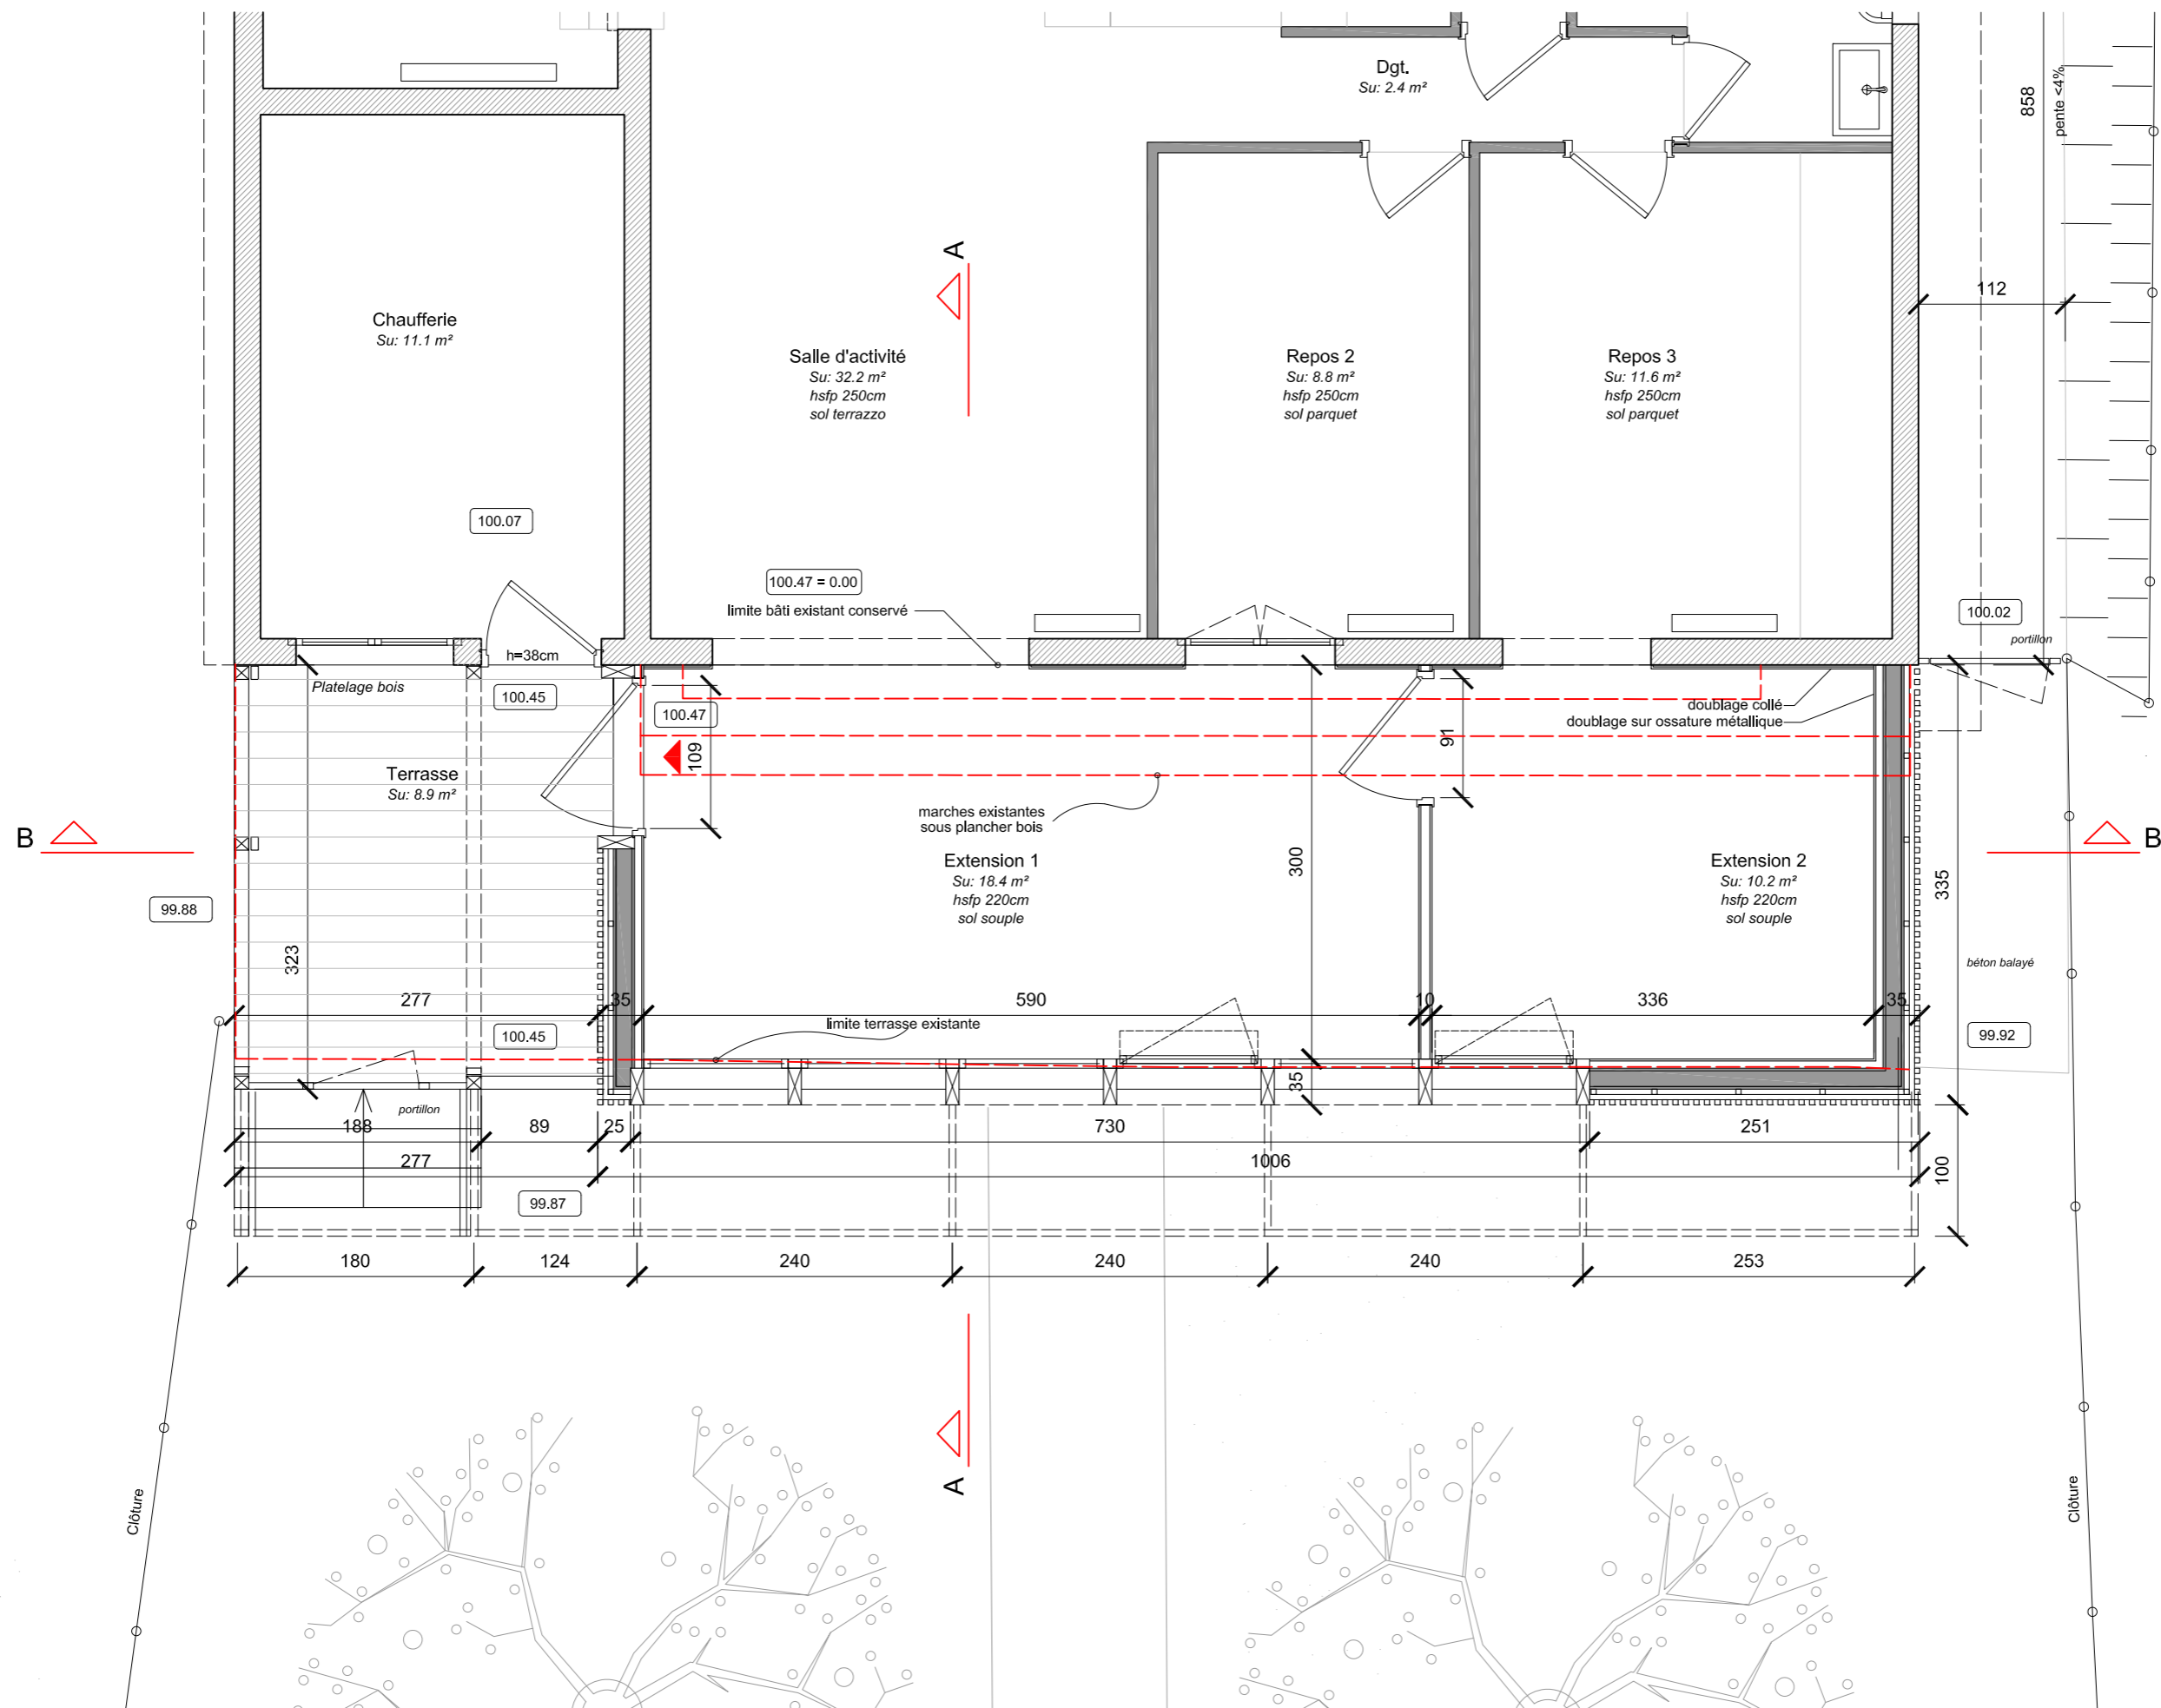 Dgt.
Su: 2.4 m²
858
pente <4%
A
112
Chaufferie
Su: 11.1 m²
Salle d'activité
Su: 32.2 m²
hsfp 250cm
sol terrazzo
Repos 2
Su: 8.8 m²
hsfp 250cm
sol parquet
Repos 3
Su: 11.6 m²
hsfp 250cm
sol parquet
100.07
100.47 = 0.00
limite bâti existant conservé
100.02
portillon
h=38cm
Platelage bois
100.45
100.47
109
91
doublage collé
doublage sur ossature métallique
Terrasse
Su: 8.9 m²
marches existantes
sous plancher bois
B
B
Extension 1
Su: 18.4 m²
hsfp 220cm
sol souple
300
Extension 2
Su: 10.2 m²
hsfp 220cm
sol souple
335
99.88
323
béton balayé
277
35
590
10
336
35
limite terrasse existante
100.45
99.92
35
portillon
188
89
25
730
251
277
1006
100
99.87
180
124
240
240
240
253
A
Clôture
Clôture